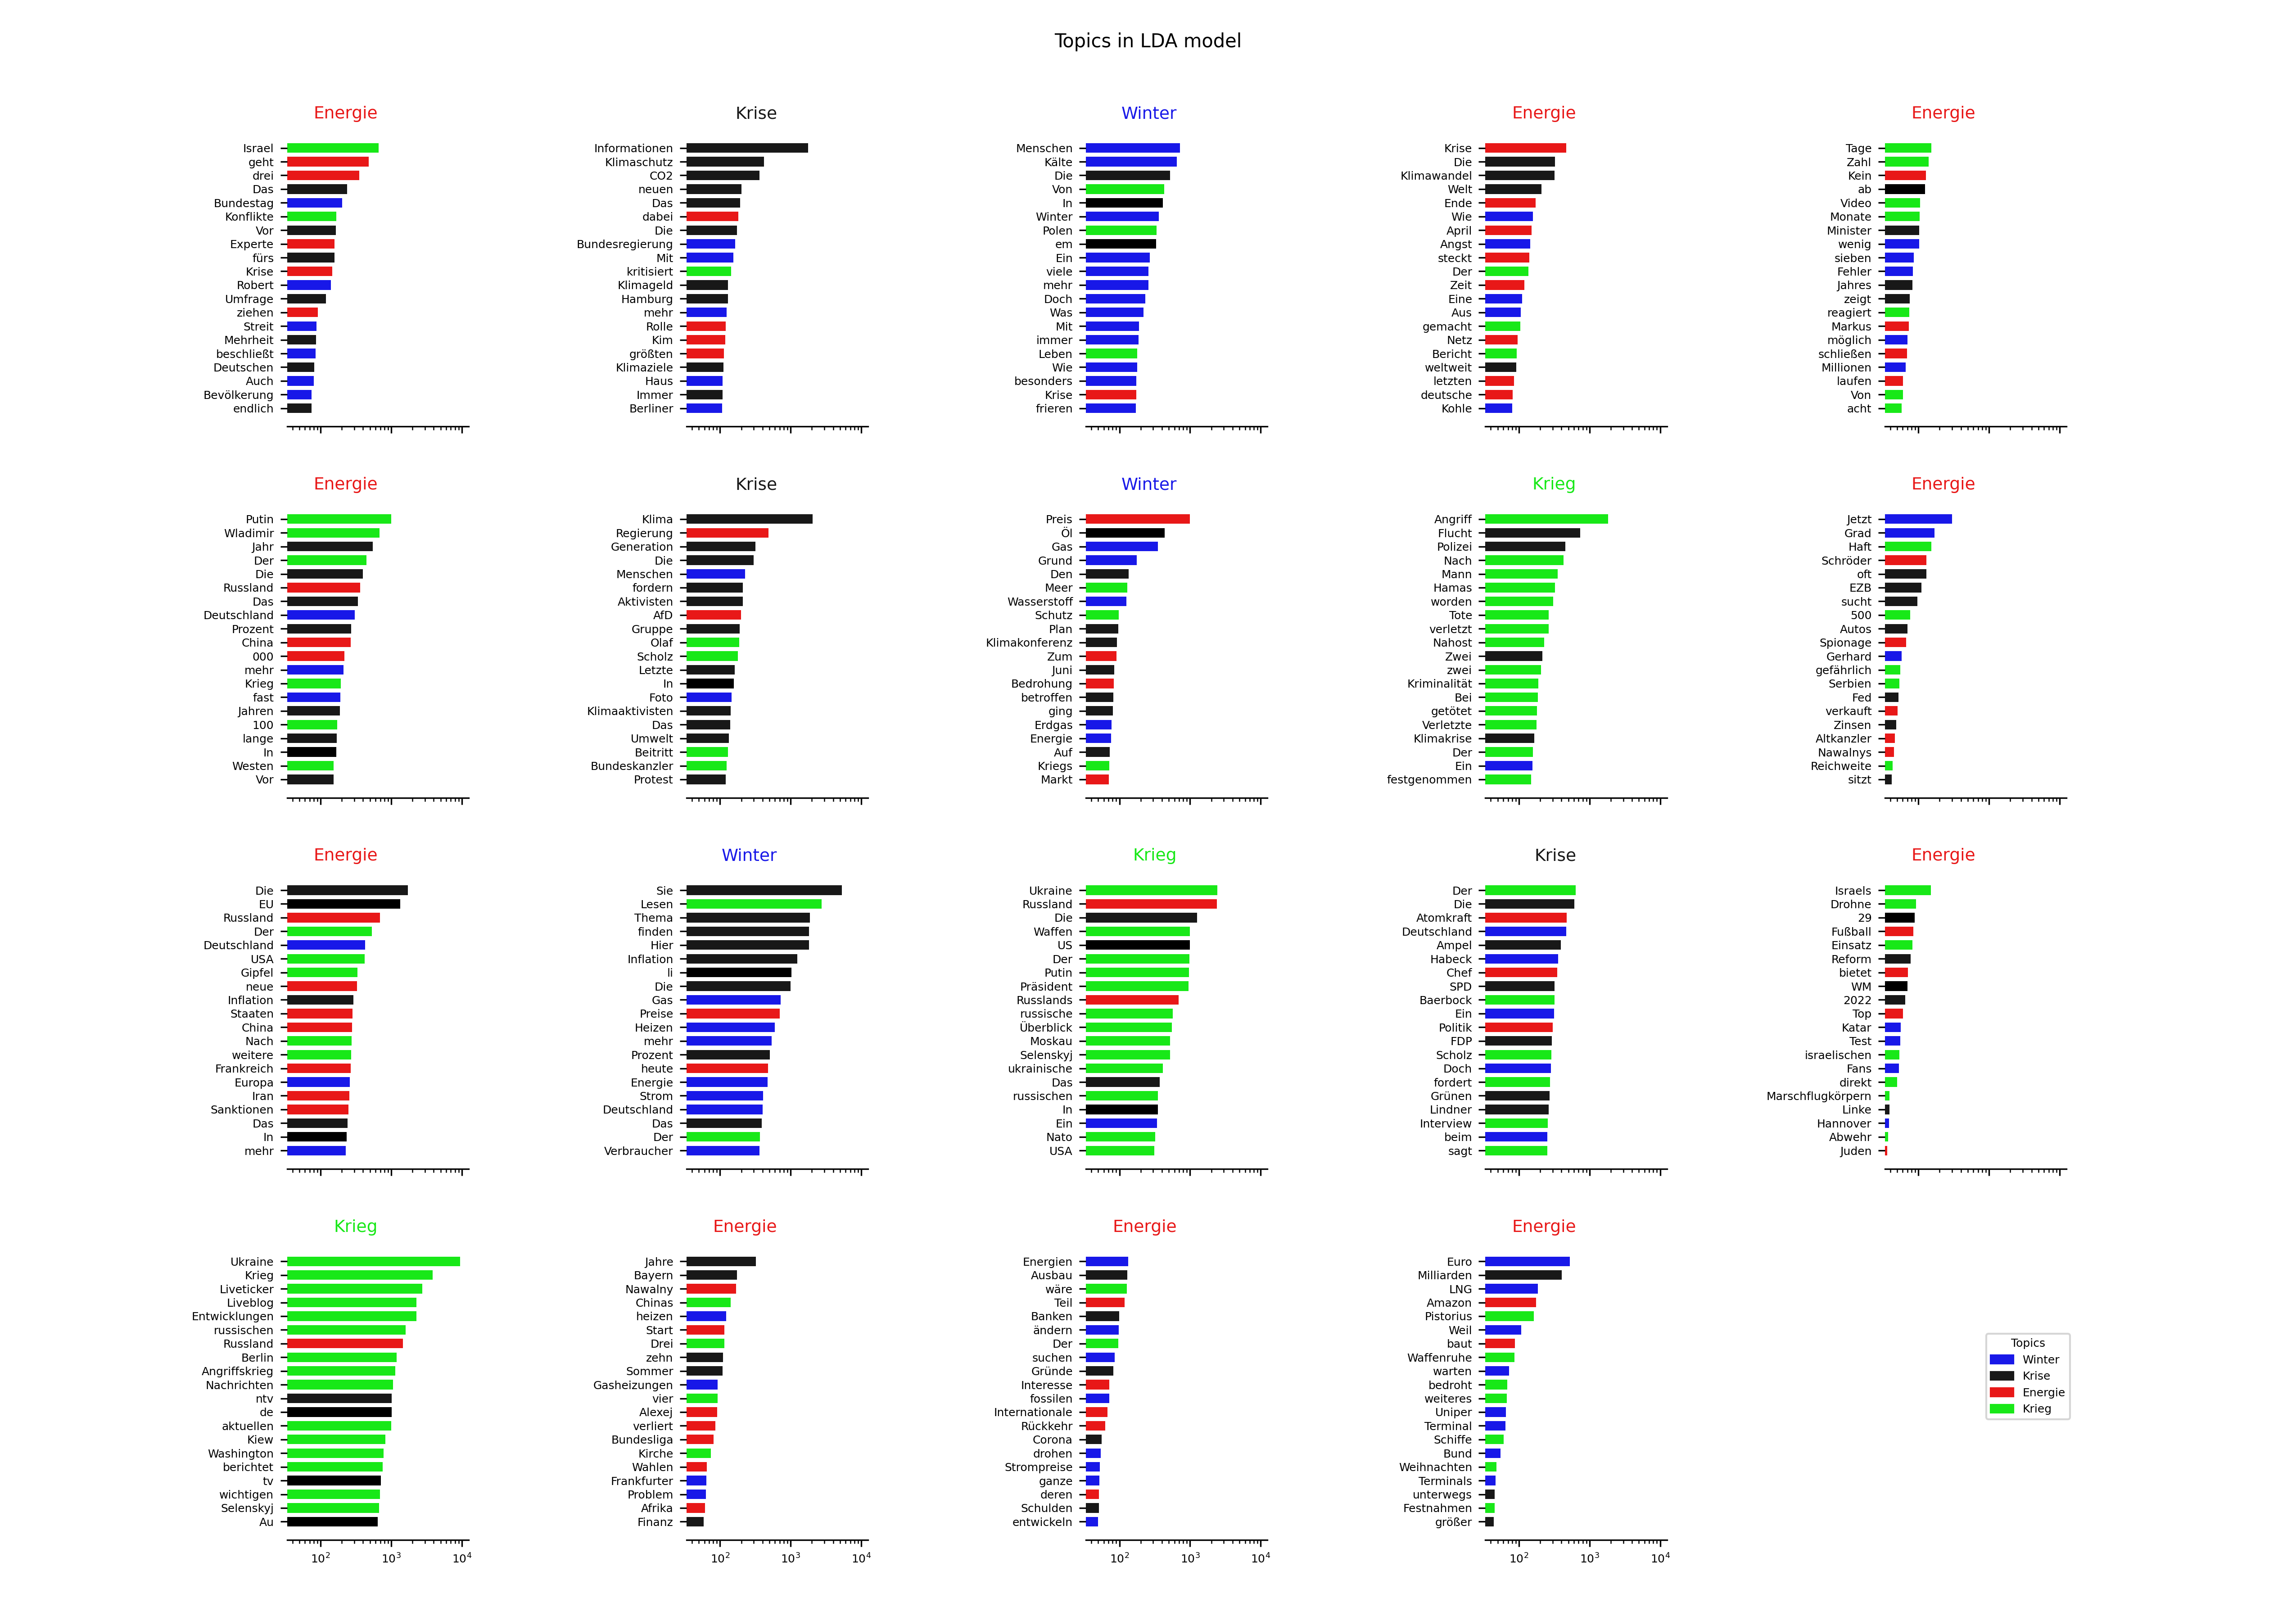 Topics in LDA model
Energie
Israel
geht
drei
Das
Bundestag
Konflikte
Vor
Experte
fürs
Krise
Robert
Umfrage
ziehen
Streit
Mehrheit
beschließt
Deutschen
Auch
Bevölkerung
endlich
Krise
Informationen
Klimaschutz
CO2
neuen
Das
dabei
Die
Bundesregierung
Mit
kritisiert
Klimageld
Hamburg
mehr
Rolle
Kim
größten
Klimaziele
Haus
Immer
Berliner
Winter
Menschen
Kälte
Die
Von
In
Winter
Polen
em
Ein
viele
mehr
Doch
Was
Mit
immer
Leben
Wie
besonders
Krise
frieren
Energie
Krise
Die
Klimawandel
Welt
Ende
Wie
April
Angst
steckt
Der
Zeit
Eine
Aus
gemacht
Netz
Bericht
weltweit
letzten
deutsche
Kohle
Energie
Tage
Zahl
Kein
ab
Video
Monate
Minister
wenig
sieben
Fehler
Jahres
zeigt
reagiert
Markus
möglich
schließen
Millionen
laufen
Von
acht
Energie
Putin
Wladimir
Jahr
Der
Die
Russland
Das
Deutschland
Prozent
China
000
mehr
Krieg
fast
Jahren
100
lange
In
Westen
Vor
Krise
Klima
Regierung
Generation
Die
Menschen
fordern
Aktivisten
AfD
Gruppe
Olaf
Scholz
Letzte
In
Foto
Klimaaktivisten
Das
Umwelt
Beitritt
Bundeskanzler
Protest
Winter
Preis
Öl
Gas
Grund
Den
Meer
Wasserstoff
Schutz
Plan
Klimakonferenz
Zum
Juni
Bedrohung
betroffen
ging
Erdgas
Energie
Auf
Kriegs
Markt
Krieg
Angriff
Flucht
Polizei
Nach
Mann
Hamas
worden
Tote
verletzt
Nahost
Zwei
zwei
Kriminalität
Bei
getötet
Verletzte
Klimakrise
Der
Ein
festgenommen
Energie
Jetzt
Grad
Haft
Schröder
oft
EZB
sucht
500
Autos
Spionage
Gerhard
gefährlich
Serbien
Fed
verkauft
Zinsen
Altkanzler
Nawalnys
Reichweite
sitzt
Energie
Die
EU
Russland
Der
Deutschland
USA
Gipfel
neue
Inflation
Staaten
China
Nach
weitere
Frankreich
Europa
Iran
Sanktionen
Das
In
mehr
Winter
Sie
Lesen
Thema
finden
Hier
Inflation
li
Die
Gas
Preise
Heizen
mehr
Prozent
heute
Energie
Strom
Deutschland
Das
Der
Verbraucher
Krieg
Ukraine
Russland
Die
Waffen
US
Der
Putin
Präsident
Russlands
russische
Überblick
Moskau
Selenskyj
ukrainische
Das
russischen
In
Ein
Nato
USA
Krise
Der
Die
Atomkraft
Deutschland
Ampel
Habeck
Chef
SPD
Baerbock
Ein
Politik
FDP
Scholz
Doch
fordert
Grünen
Lindner
Interview
beim
sagt
Energie
Israels
Drohne
29
Fußball
Einsatz
Reform
bietet
WM
2022
Top
Katar
Test
israelischen
Fans
direkt
Marschflugkörpern
Linke
Hannover
Abwehr
Juden
Krieg
Ukraine
Krieg
Liveticker
Liveblog
Entwicklungen
russischen
Russland
Berlin
Angriffskrieg
Nachrichten
ntv
de
aktuellen
Kiew
Washington
berichtet
tv
wichtigen
Selenskyj
Au
10² 10³ 10⁴
Energie
Jahre
Bayern
Nawalny
Chinas
heizen
Start
Drei
zehn
Sommer
Gasheizungen
vier
Alexej
verliert
Bundesliga
Kirche
Wahlen
Frankfurter
Problem
Afrika
Finanz
10² 10³ 10⁴
Energie
Energien
Ausbau
wäre
Teil
Banken
ändern
Der
suchen
Gründe
Interesse
fossilen
Internationale
Rückkehr
Corona
drohen
Strompreise
ganze
deren
Schulden
entwickeln
10² 10³ 10⁴
Energie
Euro
Milliarden
LNG
Amazon
Pistorius
Weil
baut
Waffenruhe
warten
bedroht
weiteres
Uniper
Terminal
Schiffe
Bund
Weihnachten
Terminals
unterwegs
Festnahmen
größer
10² 10³ 10⁴
Topics
Winter
Krise
Energie
Krieg